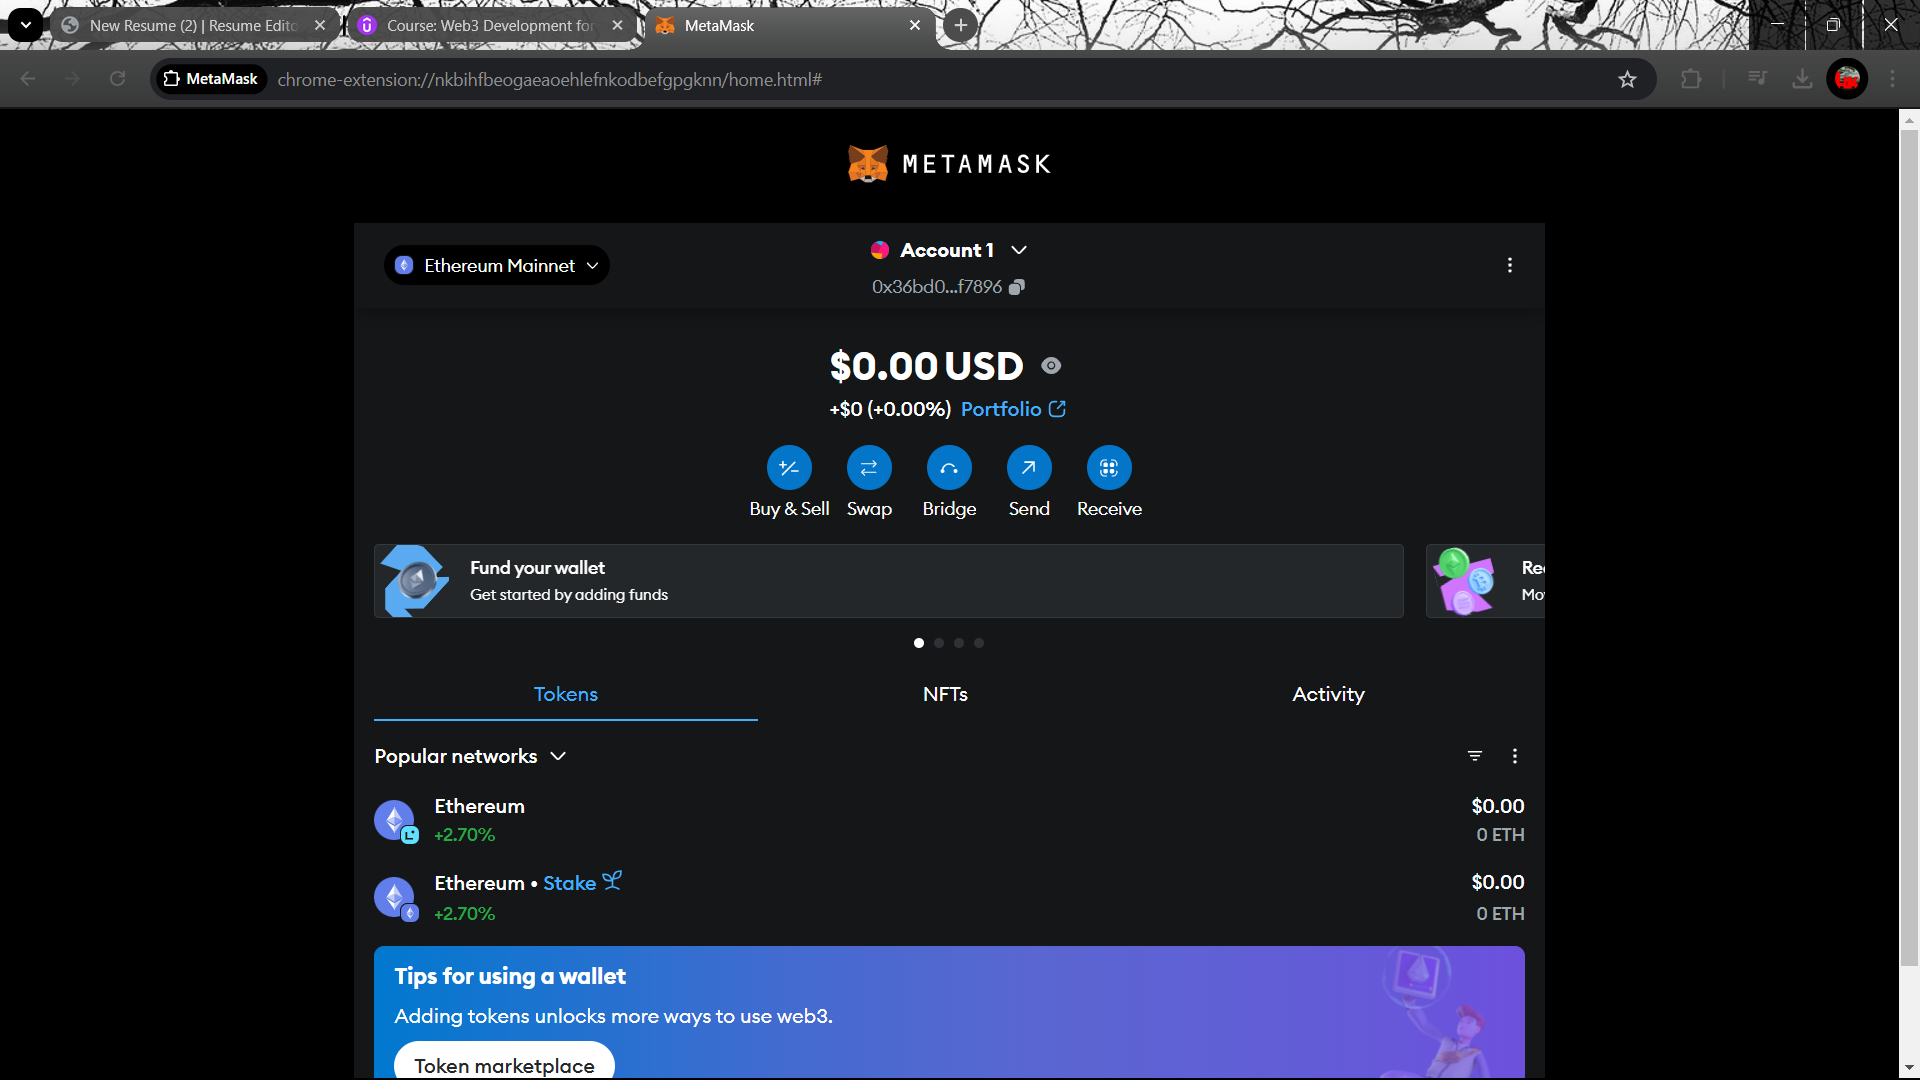 New Resume (2) | Resume Edito
Course: Web3 Development for
MetaMask
MetaMask
chrome-extension://nkbihfbeogaeaoehlefnkodbefgpgknn/home.html#
METAMASK
Ethereum Mainnet
Account 1
0x36bd0...f7896
$0.00 USD
+$0 (+0.00%) Portfolio
Buy & Sell
Swap
Bridge
Send
Receive
Fund your wallet
Get started by adding funds
Re
Mo
Tokens
NFTs
Activity
Popular networks
Ethereum
$0.00
+2.70%
0 ETH
Ethereum • Stake
$0.00
+2.70%
0 ETH
Tips for using a wallet
Adding tokens unlocks more ways to use web3.
Token marketplace